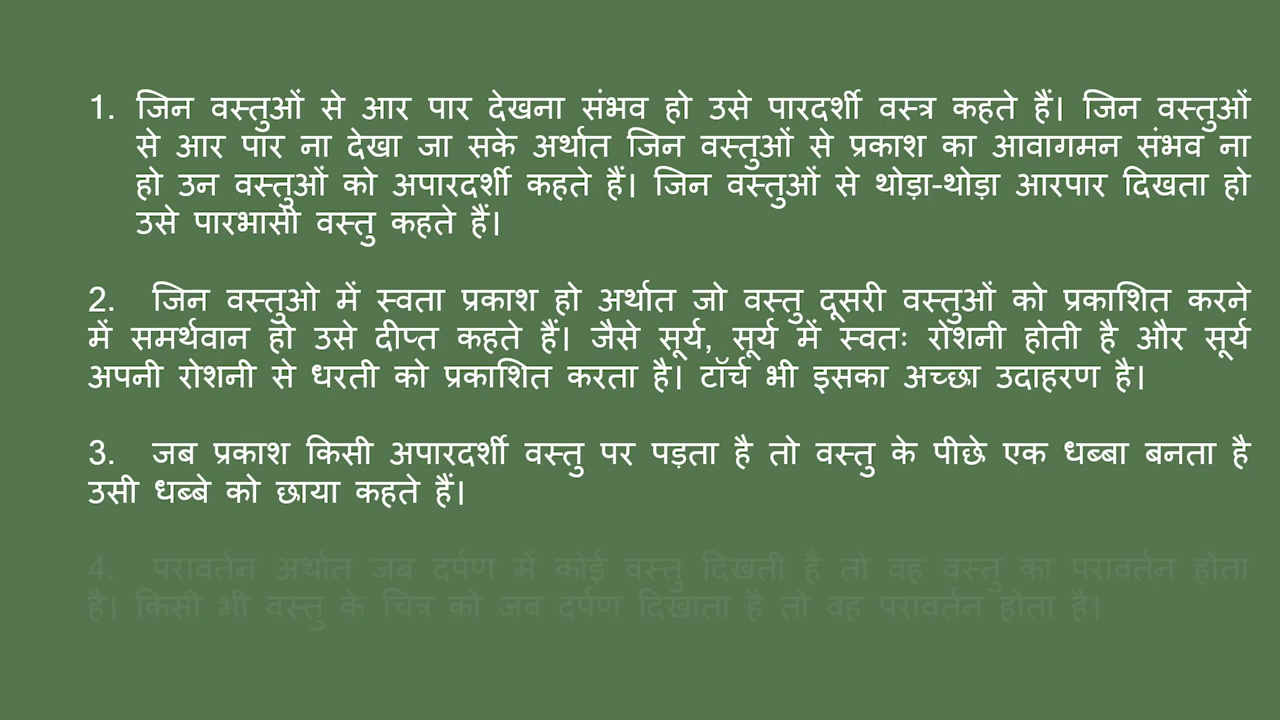 1. जिन वस्तुओं से आर पार देखना संभव हो उसे पारदर्शी वस्त्र कहते हैं। जिन वस्तुओं
से आर पार ना देखा जा सके अर्थात जिन वस्तुओं से प्रकाश का आवागमन संभव ना
हो उन वस्तुओं को अपारदर्शी कहते हैं। जिन वस्तुओं से थोड़ा-थोड़ा आरपार दिखता हो
उसे पारभासी वस्तु कहते हैं।
2. जिन वस्तुओ में स्वता प्रकाश हो अर्थात जो वस्तु दूसरी वस्तुओं को प्रकाशित करने
में समर्थवान हो उसे दीप्त कहते हैं। जैसे सूर्य, सूर्य में स्वतः रोशनी होती है और सूर्य
अपनी रोशनी से धरती को प्रकाशित करता है। टॉर्च भी इसका अच्छा उदाहरण है।
3. जब प्रकाश किसी अपारदर्शी वस्तु पर पड़ता है तो वस्तु के पीछे एक धब्बा बनता है
उसी धब्बे को छाया कहते हैं।
4. परावर्तन अर्थात जब दर्पण में कोई वस्तु दिखती है तो वह वस्तु का परावर्तन होता
है। किसी भी वस्तु के चित्र को जब दर्पण दिखाता है तो वह परावर्तन होता है।